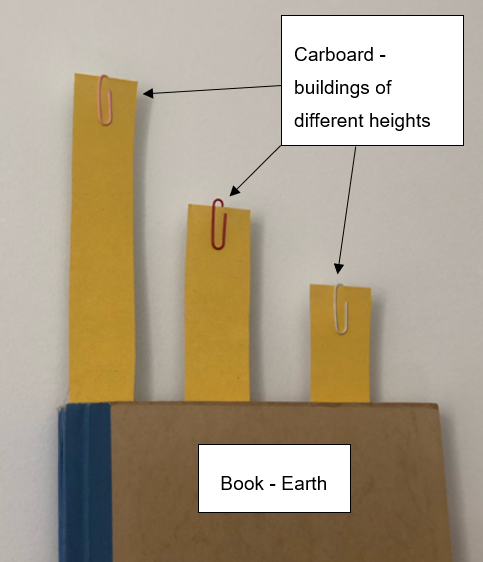 Carboard -
buildings of
different heights
Book - Earth